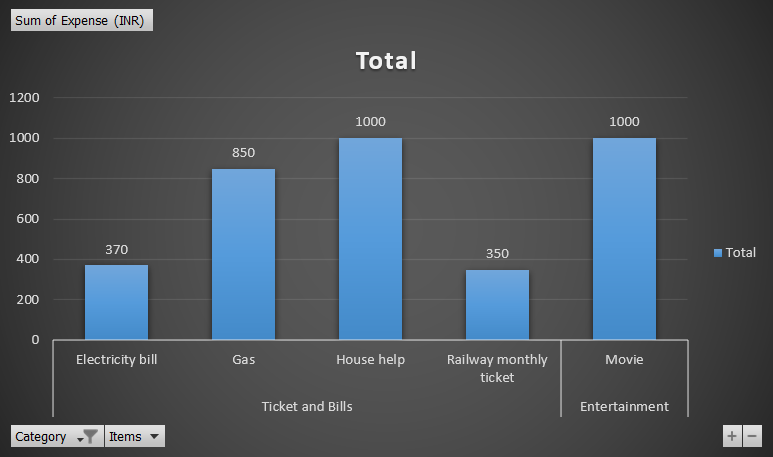 Sum of Expense (INR)
Total
1200
1000
800
600
400
200
0
370
850
1000
350
1000
Total
Electricity bill
Gas
House help
Railway monthly
ticket
Movie
Ticket and Bills
Entertainment
Category
Items
+
−